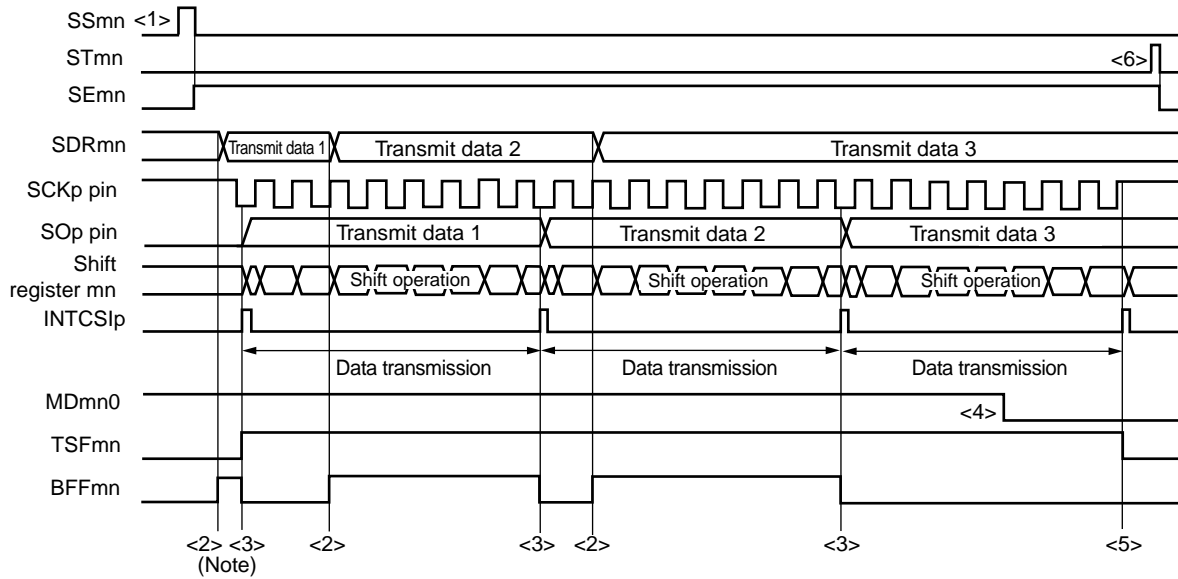 SSmn <1>
STmn <6>
SEmn
SDRmn Transmit data 1 Transmit data 2 Transmit data 3
SCKp pin
SOp pin Transmit data 1 Transmit data 2 Transmit data 3
Shift
register mn Shift operation Shift operation Shift operation
INTCSIp
Data transmission Data transmission Data transmission
MDmn0 <4>
TSFmn
BFFmn
<2> <3> <2> <3> <2> <3> <5>
(Note)